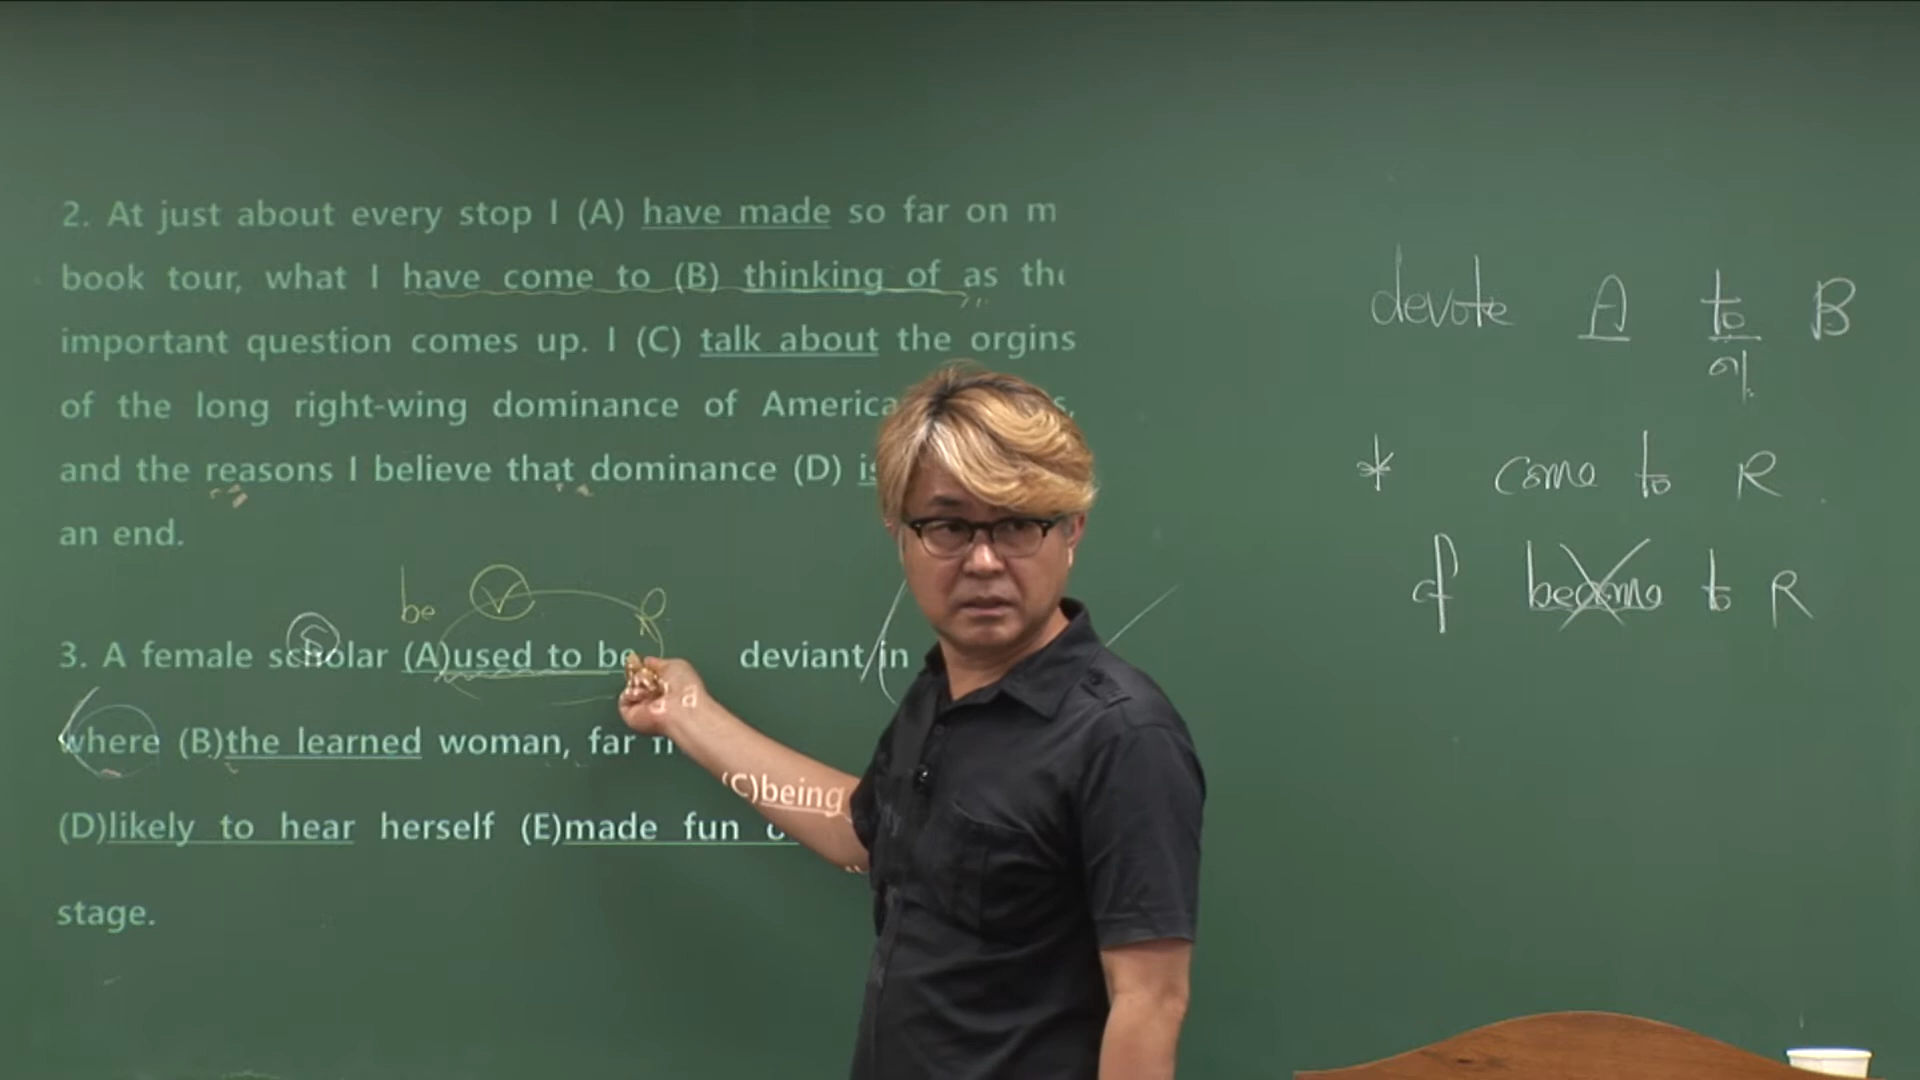 2. At just about every stop I (A) have made so far on m
book tour, what I have come to (B) thinking of as the
important question comes up. I (C) talk about the orgins
of the long right-wing dominance of America
and the reasons I believe that dominance (D) is
an end.
be V R
S
3. A female scholar (A)used to be a deviant in
where (B)the learned woman, far
(C)being
(D)likely to hear herself (E)made fun o
stage.
devote A to B
* come to R
cf become to R